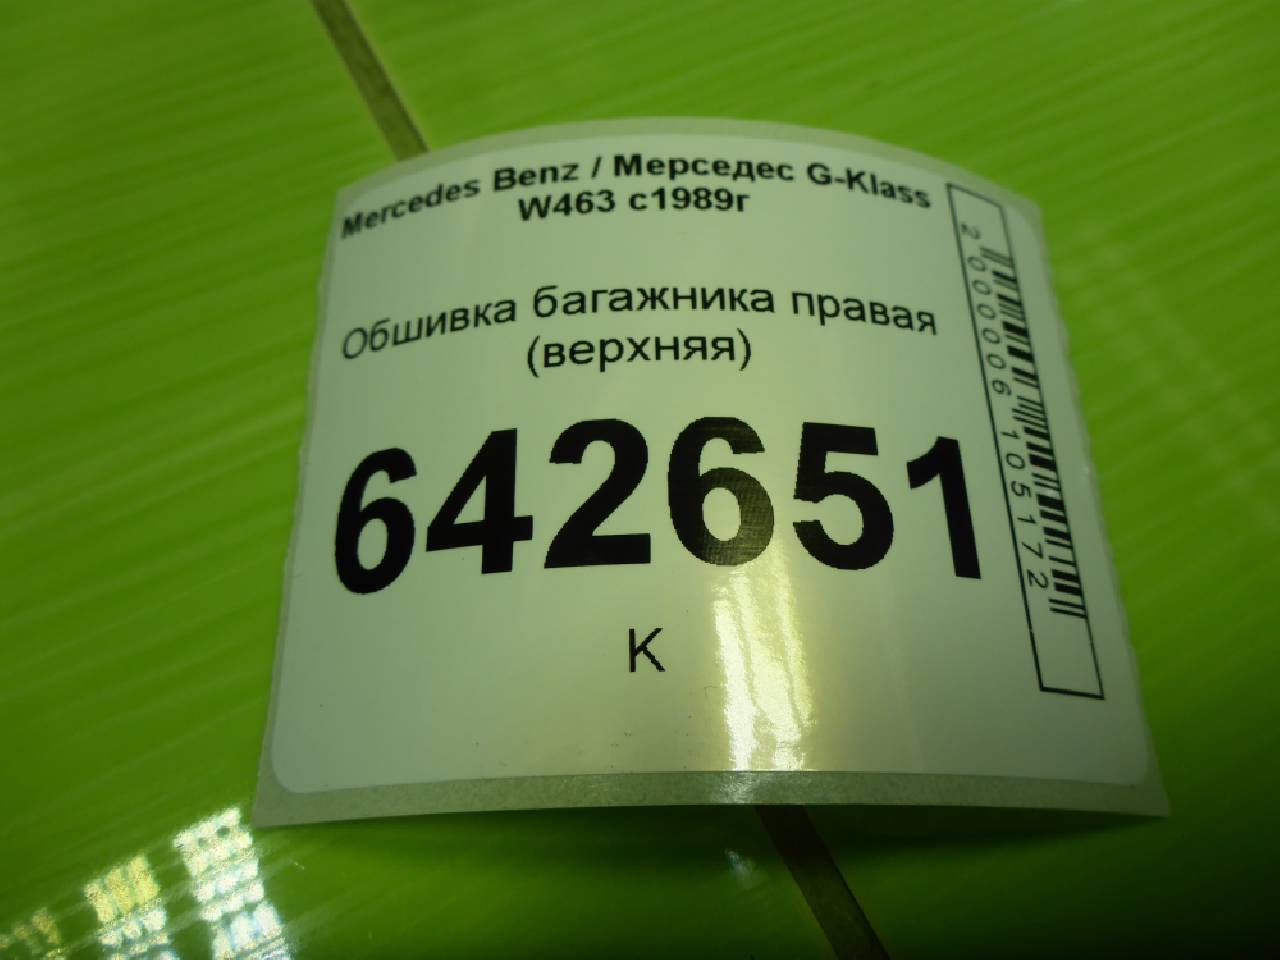 Mercedes Benz / Мерседес G-Klass
W463 с1989г
Обшивка багажника правая
(верхняя)
642651
К
2000006105172